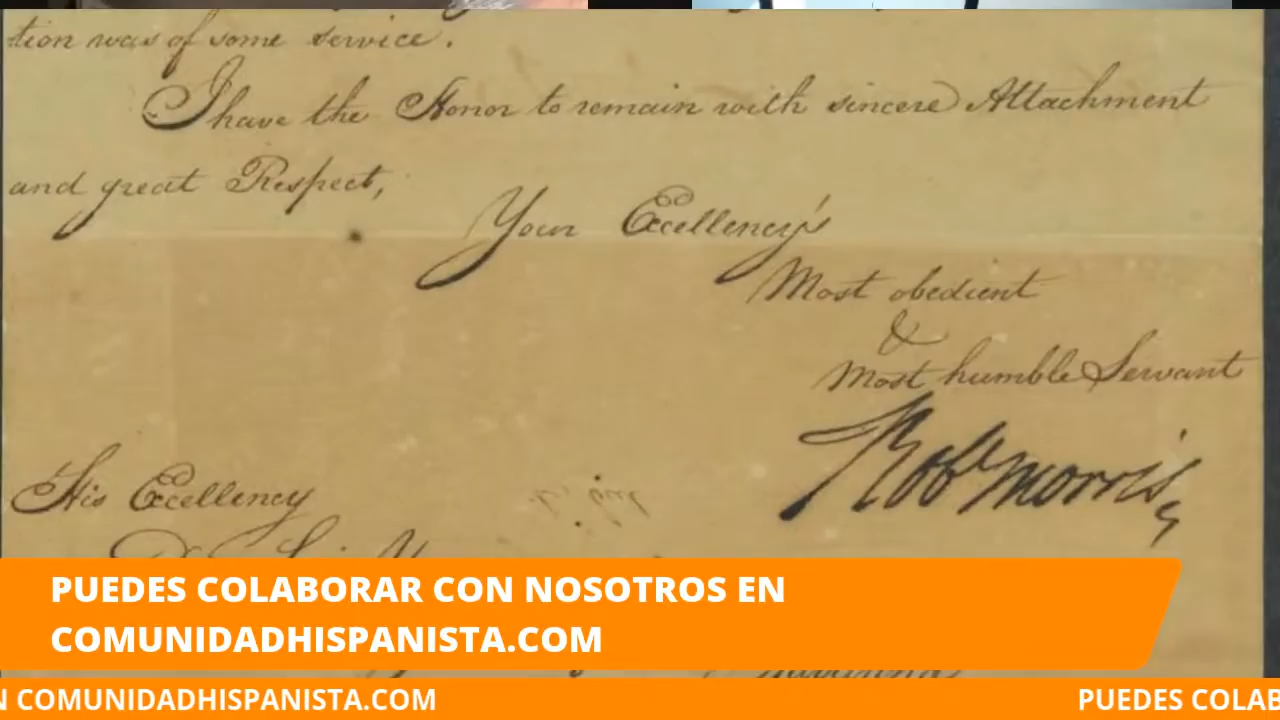 tion was of some service.
I have the Honor to remain with sincere Attachment
and great Respect,
Your Excellency's
Most obedient
&
Most humble Servant
Robt Morris,
His Excellency
PUEDES COLABORAR CON NOSOTROS EN
COMUNIDADHISPANISTA.COM
N COMUNIDADHISPANISTA.COM
PUEDES COLAB